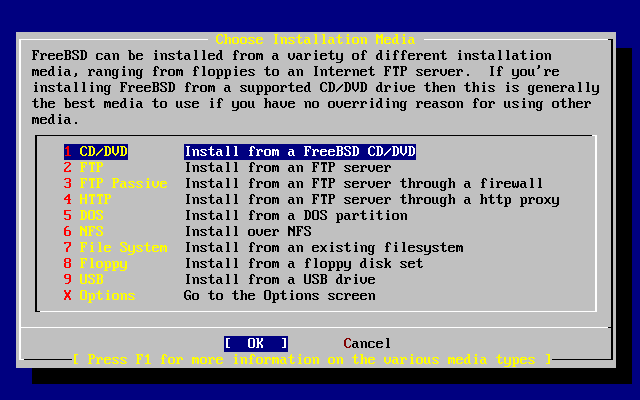 Choose Installation Media
FreeBSD can be installed from a variety of different installation
media, ranging from floppies to an Internet FTP server.  If you're
installing FreeBSD from a supported CD/DVD drive then this is generally
the best media to use if you have no overriding reason for using other
media.
1 CD/DVD Install from a FreeBSD CD/DVD
2 FTP Install from an FTP server
3 FTP Passive Install from an FTP server through a firewall
4 HTTP Install from an FTP server through a http proxy
5 DOS Install from a DOS partition
6 NFS Install over NFS
7 File System Install from an existing filesystem
8 Floppy Install from a floppy disk set
9 USB Install from a USB drive
X Options Go to the Options screen
[ OK ] Cancel
[ Press F1 for more information on the various media types ]